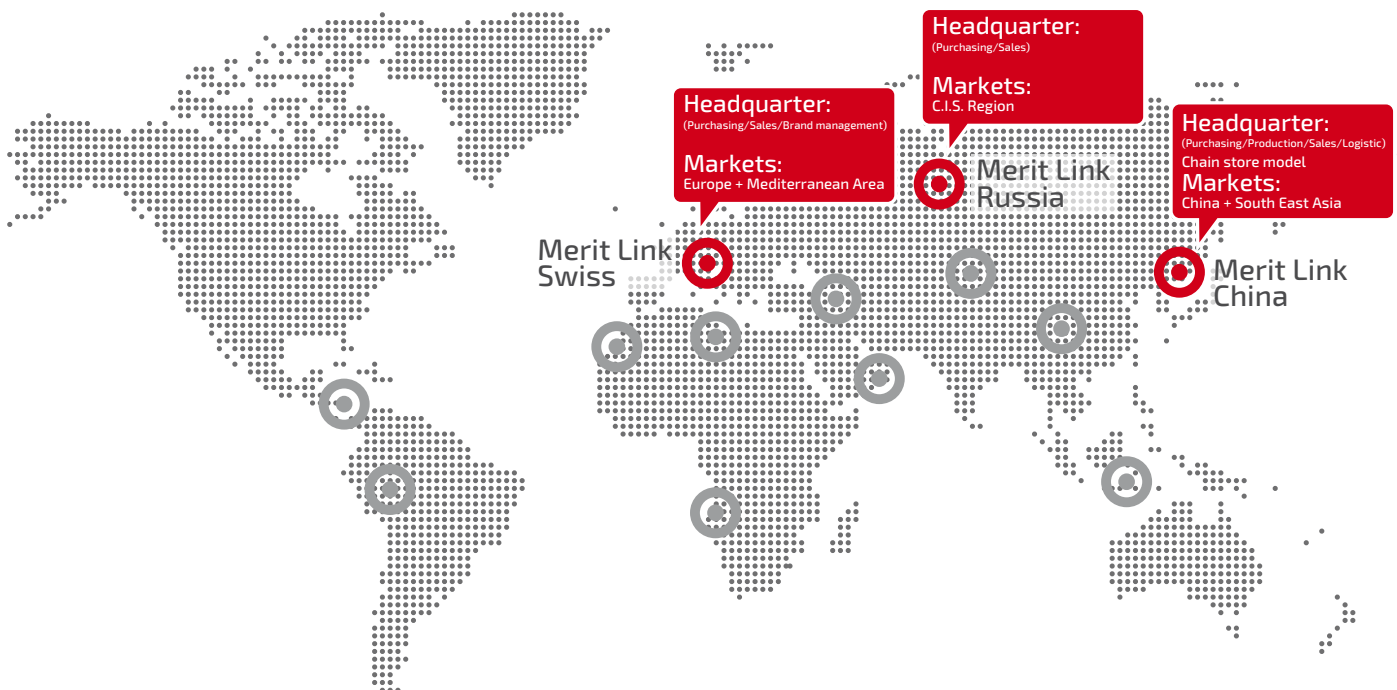 Headquarter:
(Purchasing/Sales)
Markets:
C.I.S. Region
Merit Link
Russia
Headquarter:
(Purchasing/Sales/Brand management)
Markets:
Europe + Mediterranean Area
Merit Link
Swiss
Headquarter:
(Purchasing/Production/Sales/Logistic)
Chain store model
Markets:
China + South East Asia
Merit Link
China